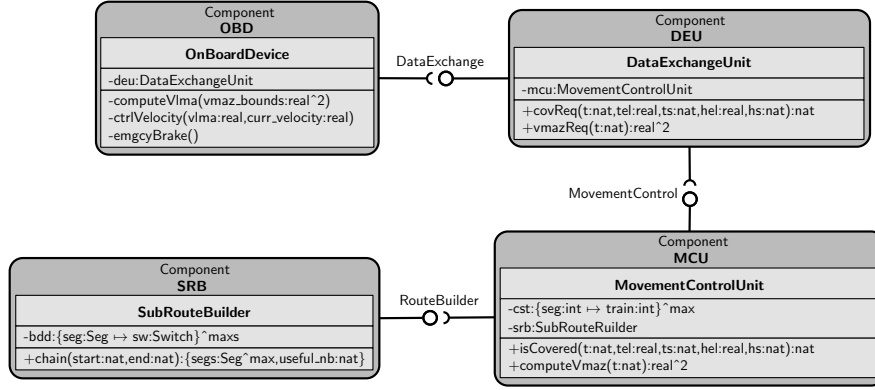 Component
OBD
OnBoardDevice
-deu:DataExchangeUnit
-computeVlma(vmaz_bounds:real^2)
-ctrlVelocity(vlma:real,curr_velocity:real)
-emgcyBrake()
DataExchange
Component
DEU
DataExchangeUnit
-mcu:MovementControlUnit
+covReq(t:nat,tel:real,ts:nat,hel:real,hs:nat):nat
+vmazReq(t:nat):real^2
MovementControl
Component
SRB
SubRouteBuilder
-bdd:{seg:Seg ↦ sw:Switch}^maxs
+chain(start:nat,end:nat):{segs:Seg^max,useful_nb:nat}
RouteBuilder
Component
MCU
MovementControlUnit
-cst:{seg:int ↦ train:int}^max
-srb:SubRouteRuilder
+isCovered(t:nat,tel:real,ts:nat,hel:real,hs:nat):nat
+computeVmaz(t:nat):real^2